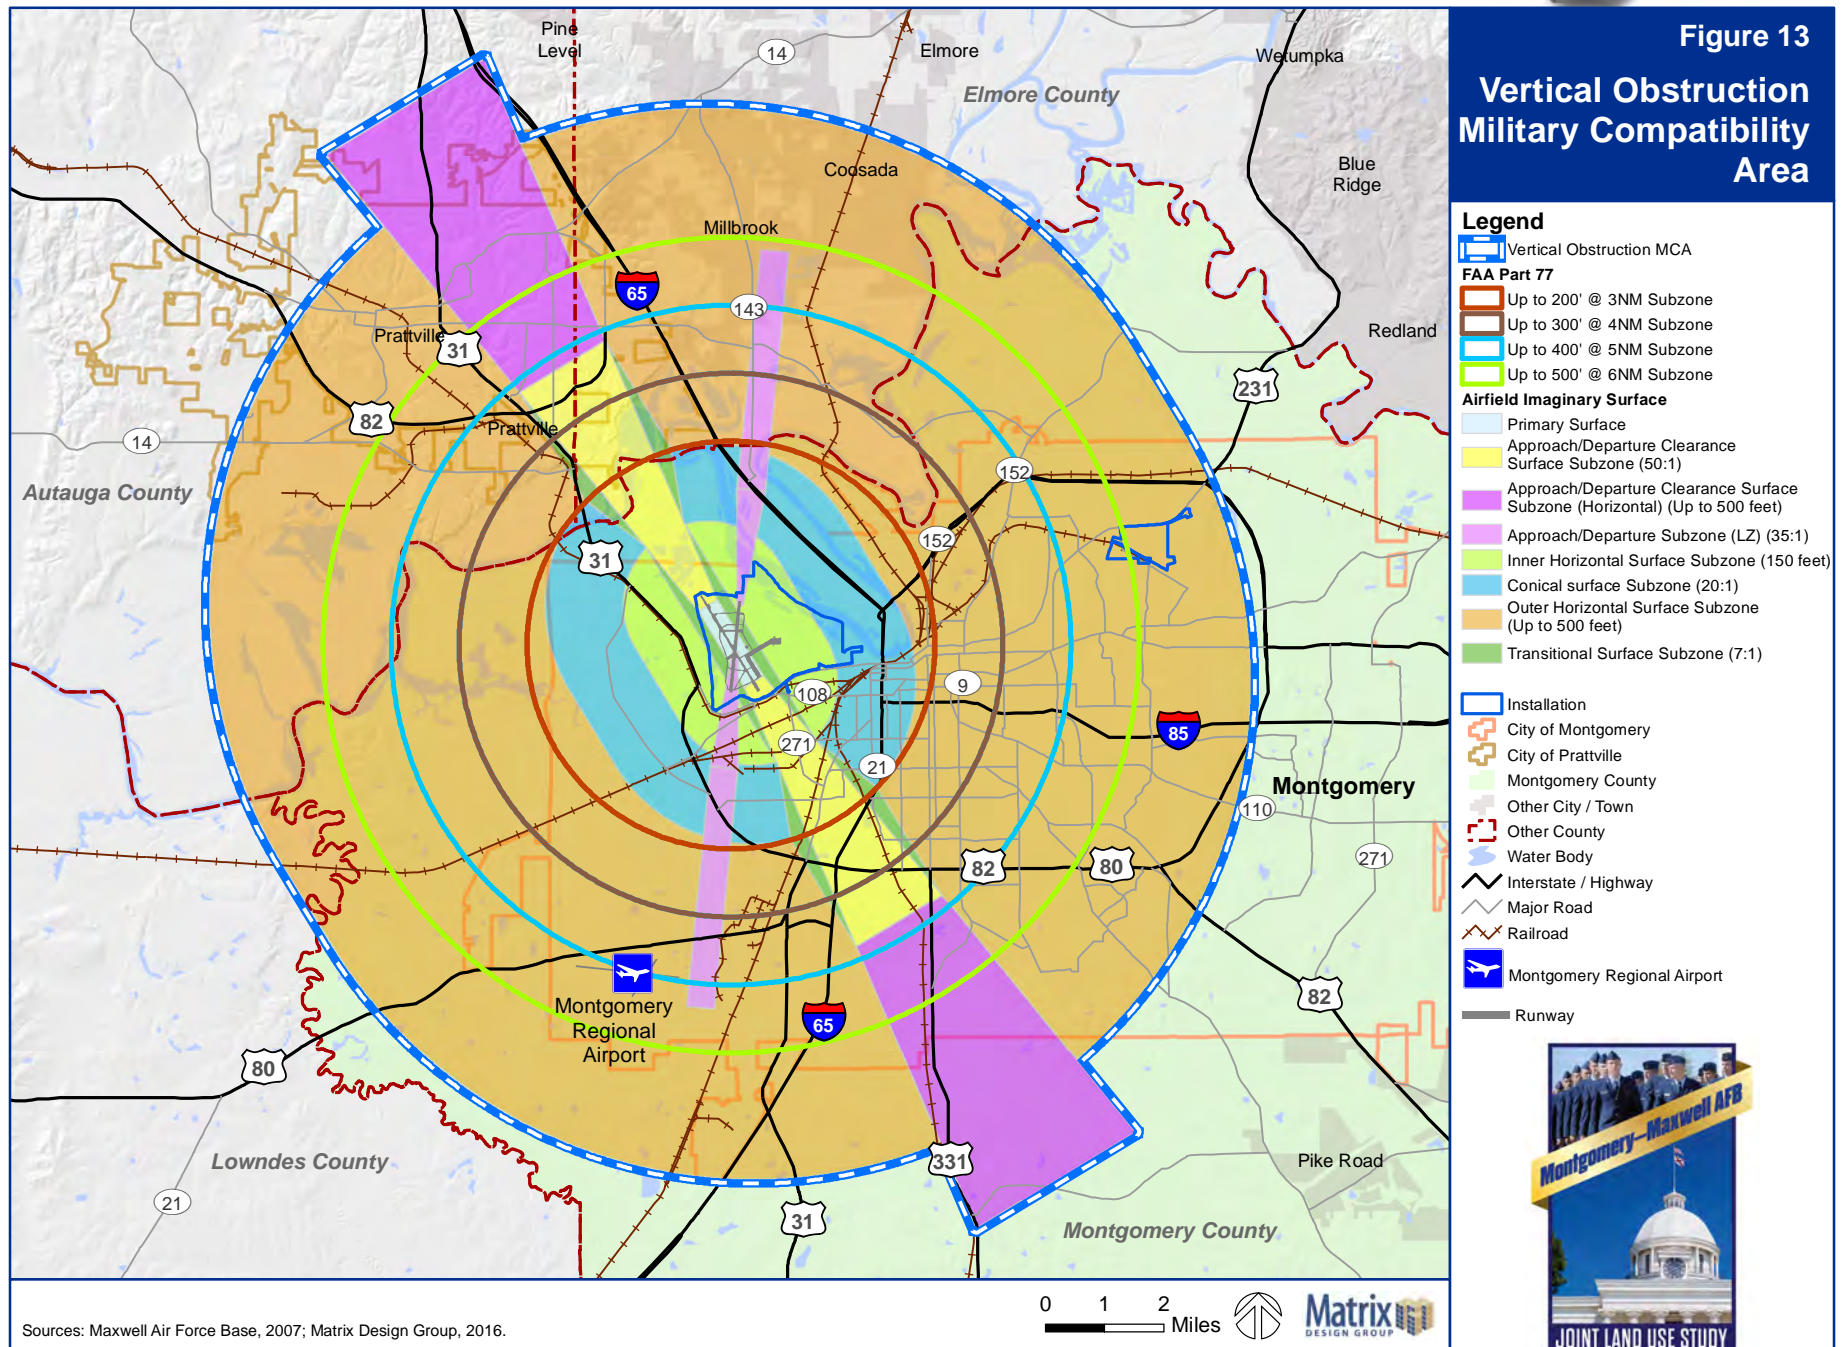 Figure 13
Vertical Obstruction
Military Compatibility
Area
Pine
Level
14
Elmore
Wetumpka
Elmore County
Coosada
Blue
Ridge
Millbrook
65
143
Prattville
31
Redland
231
82
Prattville
14
152
Autauga County
152
31
108
9
271
85
21
Montgomery
110
82
80
271
Montgomery
Regional
Airport
65
82
80
331
Pike Road
Lowndes County
21
31
Montgomery County
Legend
Vertical Obstruction MCA
FAA Part 77
Up to 200' @ 3NM Subzone
Up to 300' @ 4NM Subzone
Up to 400' @ 5NM Subzone
Up to 500' @ 6NM Subzone
Airfield Imaginary Surface
Primary Surface
Approach/Departure Clearance
Surface Subzone (50:1)
Approach/Departure Clearance Surface
Subzone (Horizontal) (Up to 500 feet)
Approach/Departure Subzone (LZ) (35:1)
Inner Horizontal Surface Subzone (150 feet)
Conical surface Subzone (20:1)
Outer Horizontal Surface Subzone
(Up to 500 feet)
Transitional Surface Subzone (7:1)
Installation
City of Montgomery
City of Prattville
Montgomery County
Other City / Town
Other County
Water Body
Interstate / Highway
Major Road
Railroad
Montgomery Regional Airport
Runway
Montgomery—Maxwell AFB
JOINT LAND USE STUDY
Sources: Maxwell Air Force Base, 2007; Matrix Design Group, 2016.
0 1 2
Miles
Matrix
DESIGN GROUP